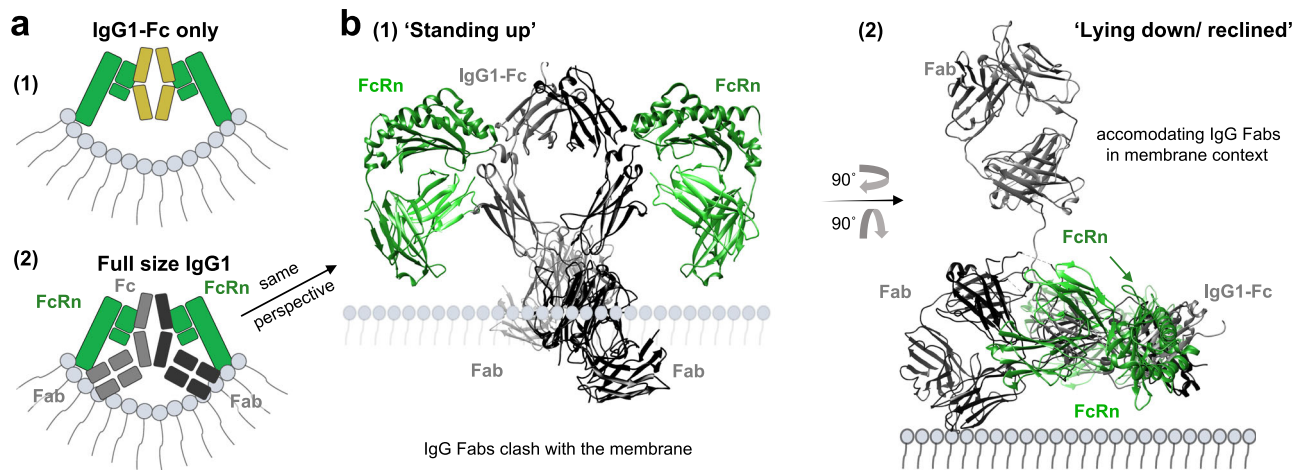 a
IgG1-Fc only
(1)
(2)
Full size IgG1
Fc
FcRn
FcRn
Fab
Fab
same
perspective
b
(1) ‘Standing up’
IgG1-Fc
FcRn
FcRn
Fab
Fab
IgG Fabs clash with the membrane
90°
90°
(2)
‘Lying down/ reclined’
Fab
accomodating IgG Fabs
in membrane context
FcRn
Fab
IgG1-Fc
FcRn